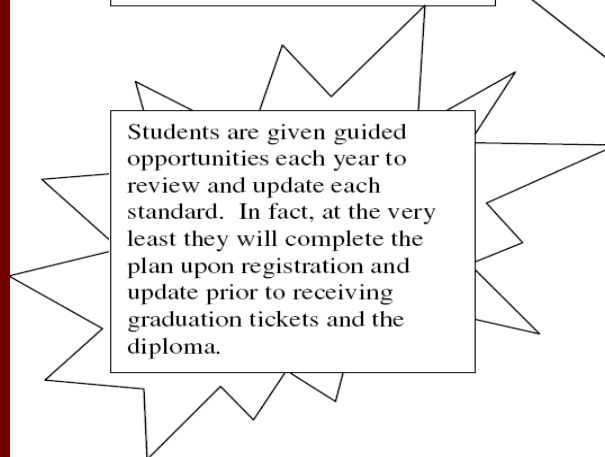 Students are given guided
opportunities each year to
review and update each
standard.  In fact, at the very
least they will complete the
plan upon registration and
update prior to receiving
graduation tickets and the
diploma.